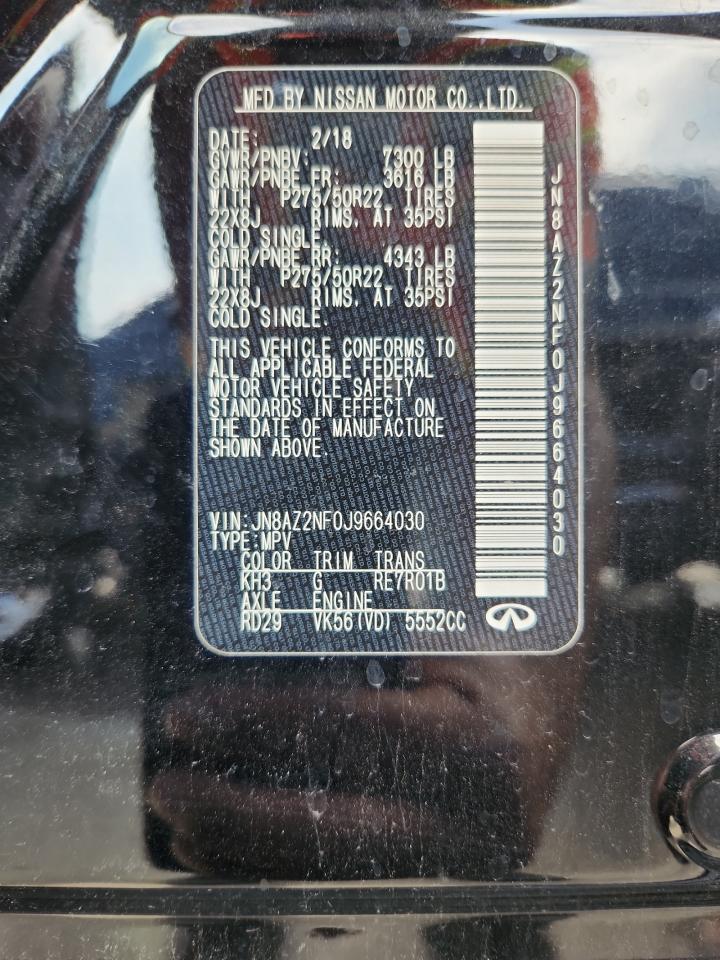 MFD BY NISSAN MOTOR CO.,LTD.
DATE: 2/18
GVWR/PNBV: 7300 LB
GAWR/PNBE FR: 3616 LB
WITH P275/50R22 TIRES
22X8J RIMS, AT 35PSI
COLD SINGLE.
GAWR/PNBE RR: 4343 LB
WITH P275/50R22 TIRES
22X8J RIMS, AT 35PSI
COLD SINGLE.
THIS VEHICLE CONFORMS TO
ALL APPLICABLE FEDERAL
MOTOR VEHICLE SAFETY
STANDARDS IN EFFECT ON
THE DATE OF MANUFACTURE
SHOWN ABOVE.
VIN:JN8AZ2NF0J9664030
TYPE:MPV
COLOR TRIM TRANS
KH3 G RE7R01B
AXLE ENGINE
RD29 VK56(VD) 5552CC
JN8AZ2NF0J9664030